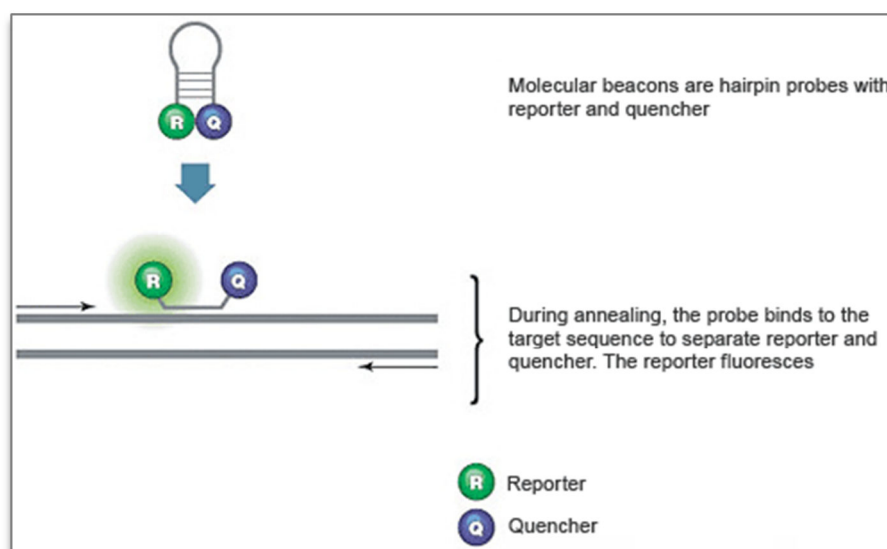 R Q
Molecular beacons are hairpin probes with
reporter and quencher
R Q
During annealing, the probe binds to the
target sequence to separate reporter and
quencher. The reporter fluoresces
R Reporter
Q Quencher